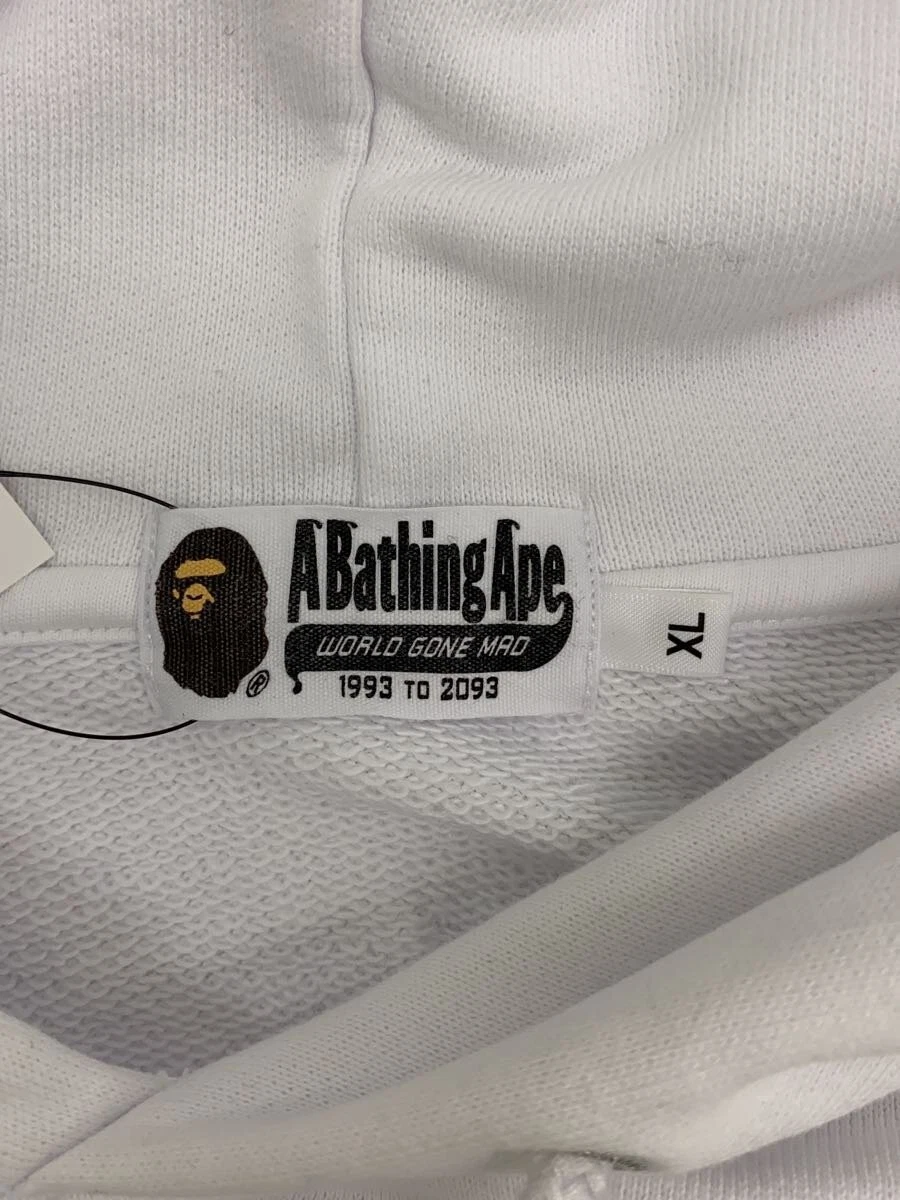 A Bathing Ape
WORLD GONE MAD
1993 TO 2093
®
XL